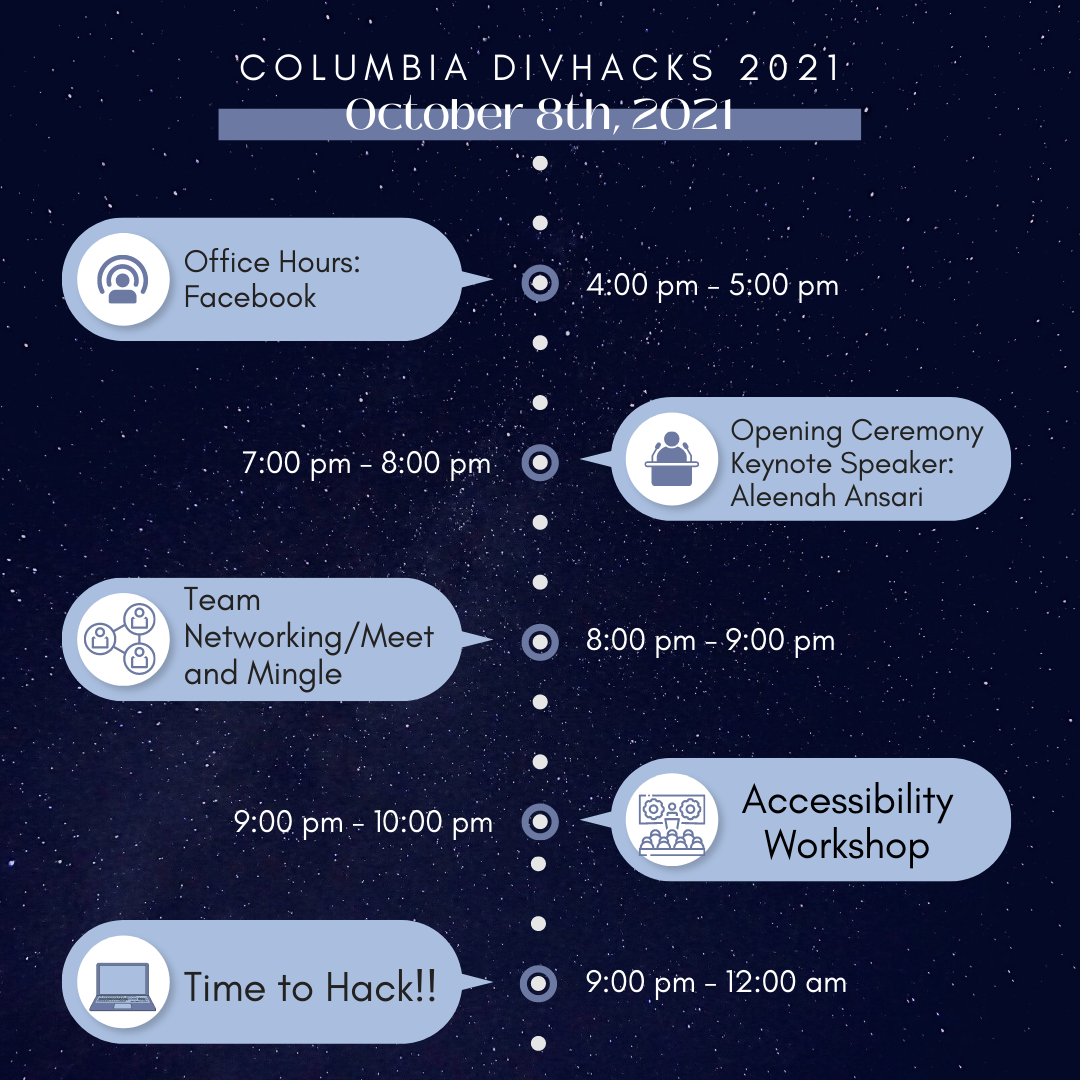 COLUMBIA DIVHACKS 2021
October 8th, 2021
Office Hours:
Facebook
4:00 pm - 5:00 pm
7:00 pm - 8:00 pm
Opening Ceremony
Keynote Speaker:
Aleenah Ansari
Team
Networking/Meet
and Mingle
8:00 pm - 9:00 pm
9:00 pm - 10:00 pm
Accessibility
Workshop
Time to Hack!!
9:00 pm - 12:00 am